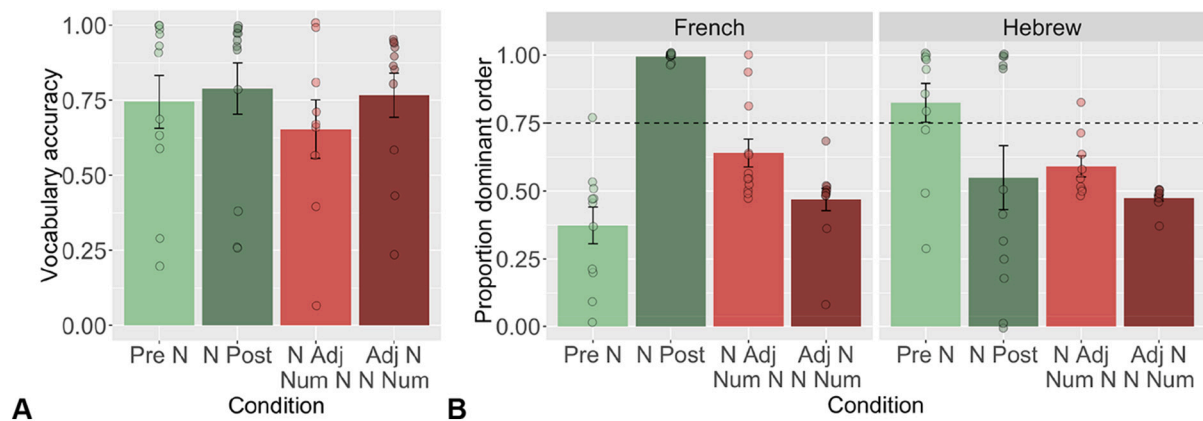 1.00
0.75
0.50
0.25
0.00
Vocabulary accuracy
Pre N
N Post
N Adj
Num N
Adj N
N Num
Condition
A
French
Hebrew
1.00
0.75
0.50
0.25
0.00
Proportion dominant order
Pre N
N Post
N Adj
Num N
Adj N
N Num
Pre N
N Post
N Adj
Num N
Adj N
N Num
Condition
B